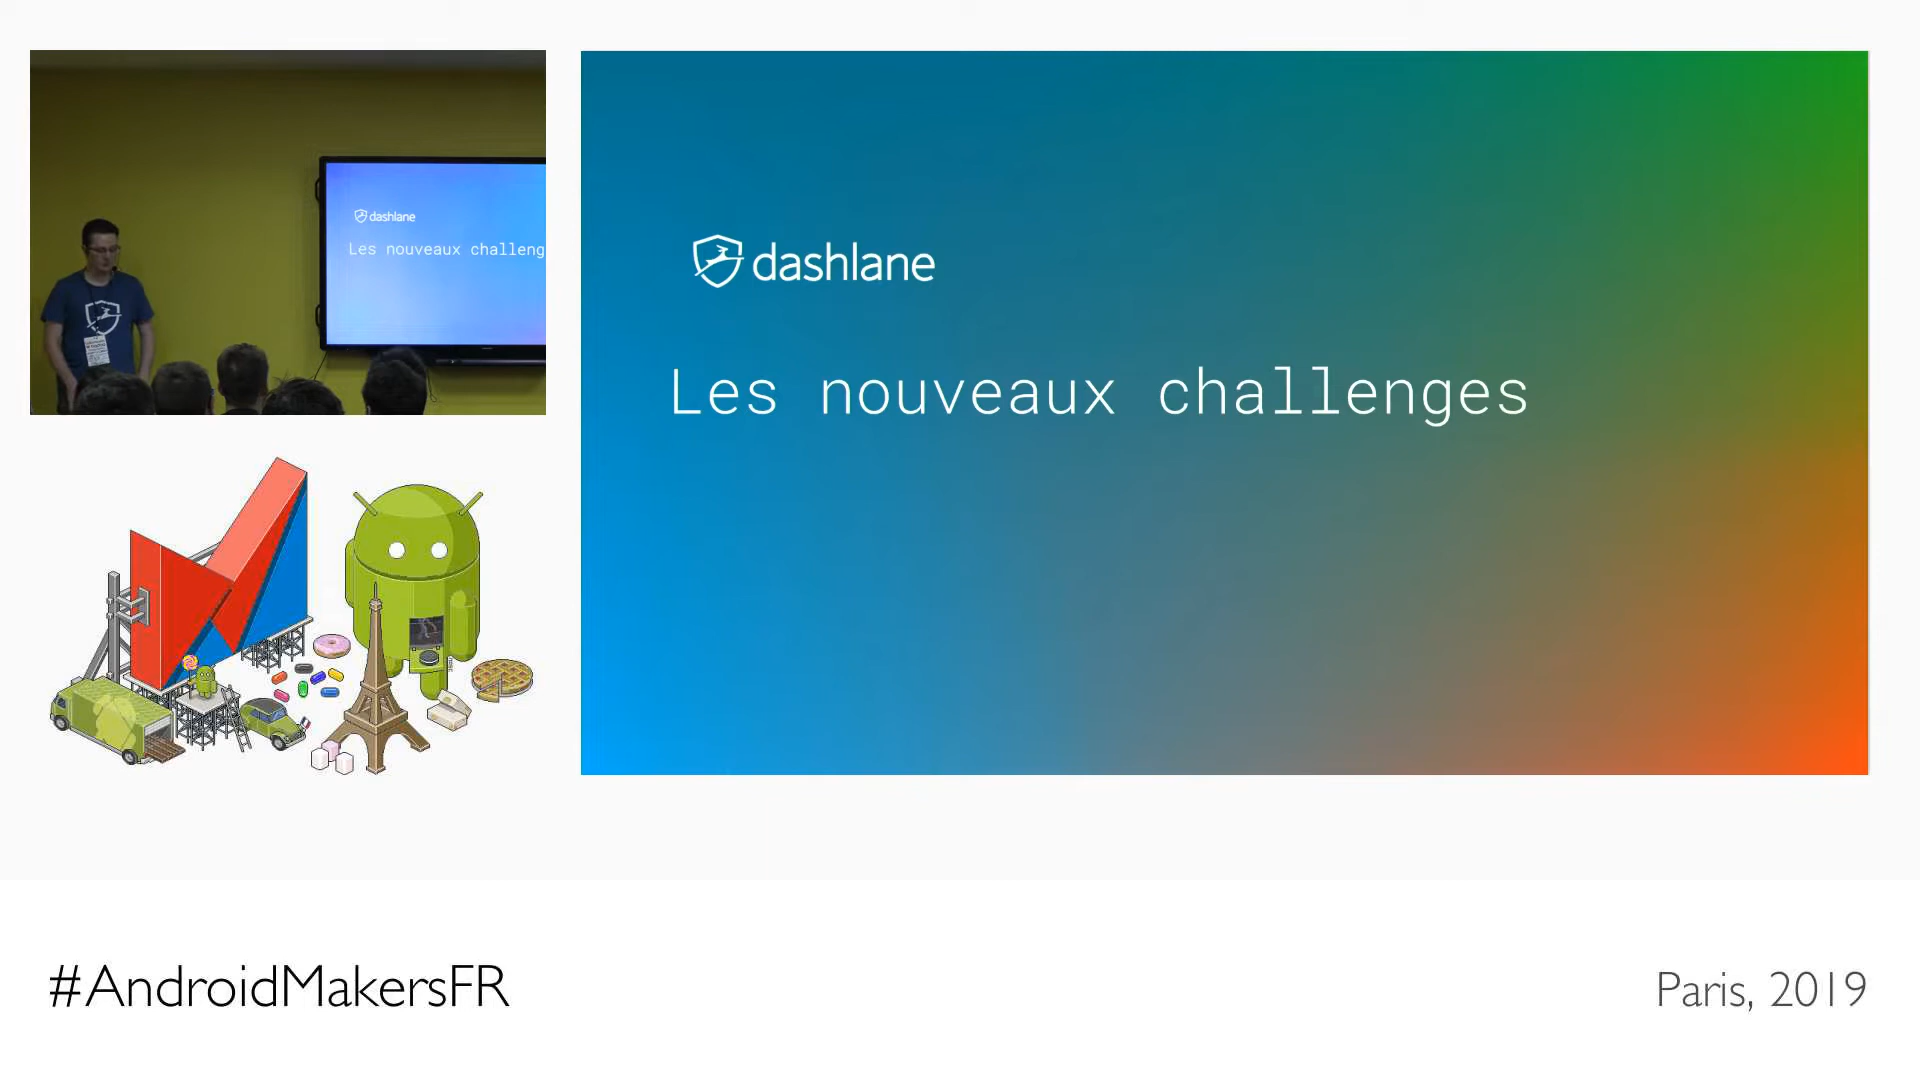 dashlane
Les nouveaux challeng
dashlane
Les nouveaux challenges
#AndroidMakersFR
Paris, 2019